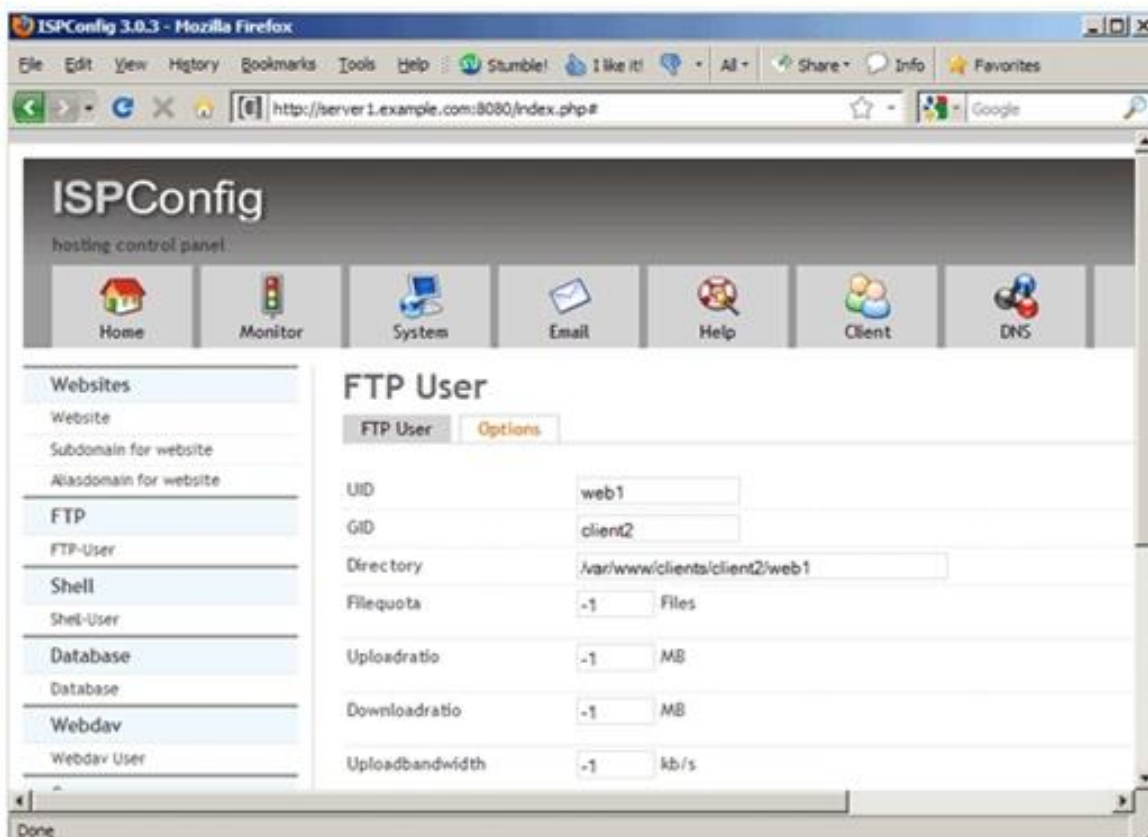 ISPConfig 3.0.3 - Mozilla Firefox
File Edit View History Bookmarks Tools Help Stumble! I like it! All Share Info Favorites
http://server1.example.com:8080/index.php# Google
ISPConfig
hosting control panel
Home Monitor System Email Help Client DNS
Websites
Website
Subdomain for website
Aliasdomain for website
FTP
FTP-User
Shell
Shell-User
Database
Database
Webdav
Webdav User
FTP User
FTP User Options
UID web1
GID client2
Directory /var/www/clients/client2/web1
Filequota -1 Files
Uploadratio -1 MB
Downloadratio -1 MB
Uploadbandwidth -1 kb/s
Done